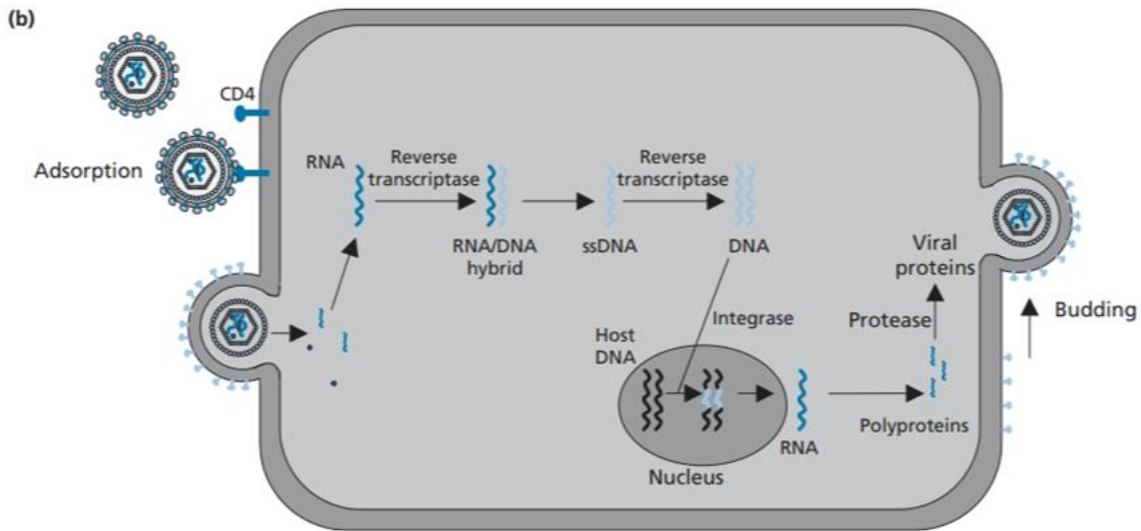 (b)
CD4
Adsorption
RNA
Reverse
transcriptase
RNA/DNA
hybrid
ssDNA
Reverse
transcriptase
DNA
Integrase
Host
DNA
Nucleus
RNA
Polyproteins
Protease
Viral
proteins
Budding